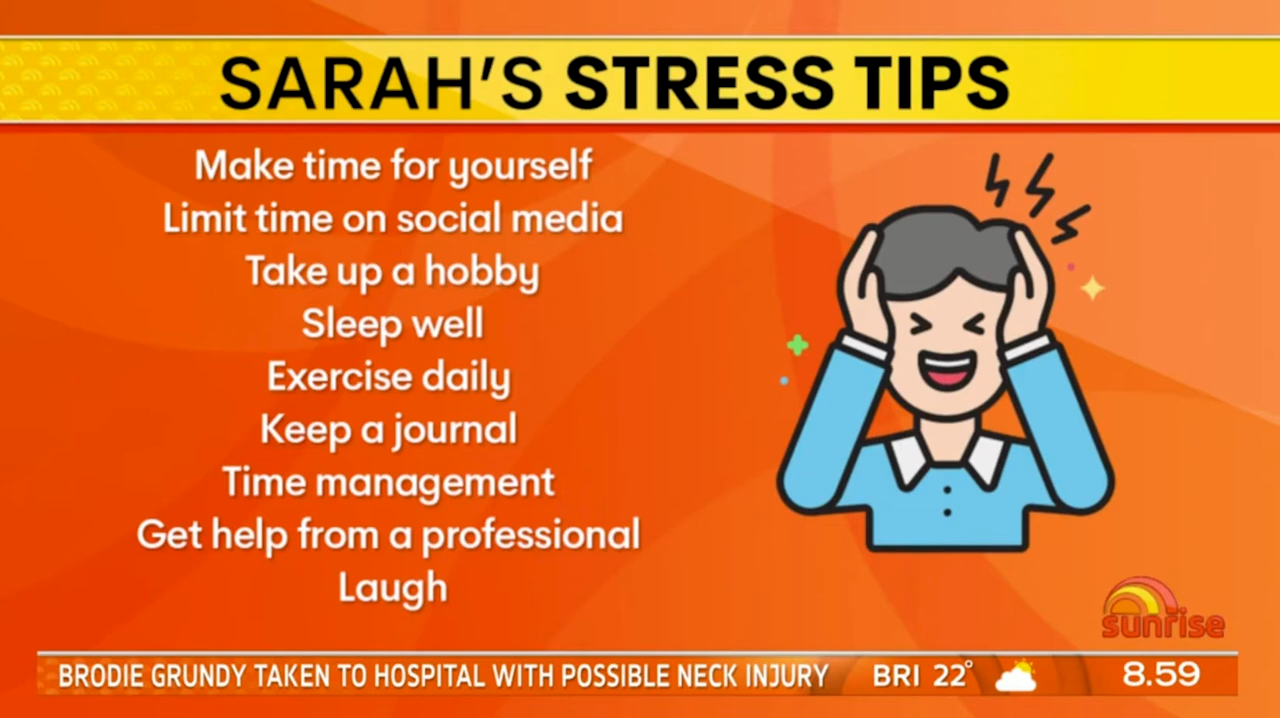 SARAH'S STRESS TIPS
Make time for yourself
Limit time on social media
Take up a hobby
Sleep well
Exercise daily
Keep a journal
Time management
Get help from a professional
Laugh
sunrise
BRODIE GRUNDY TAKEN TO HOSPITAL WITH POSSIBLE NECK INJURY BRI 22° 8.59